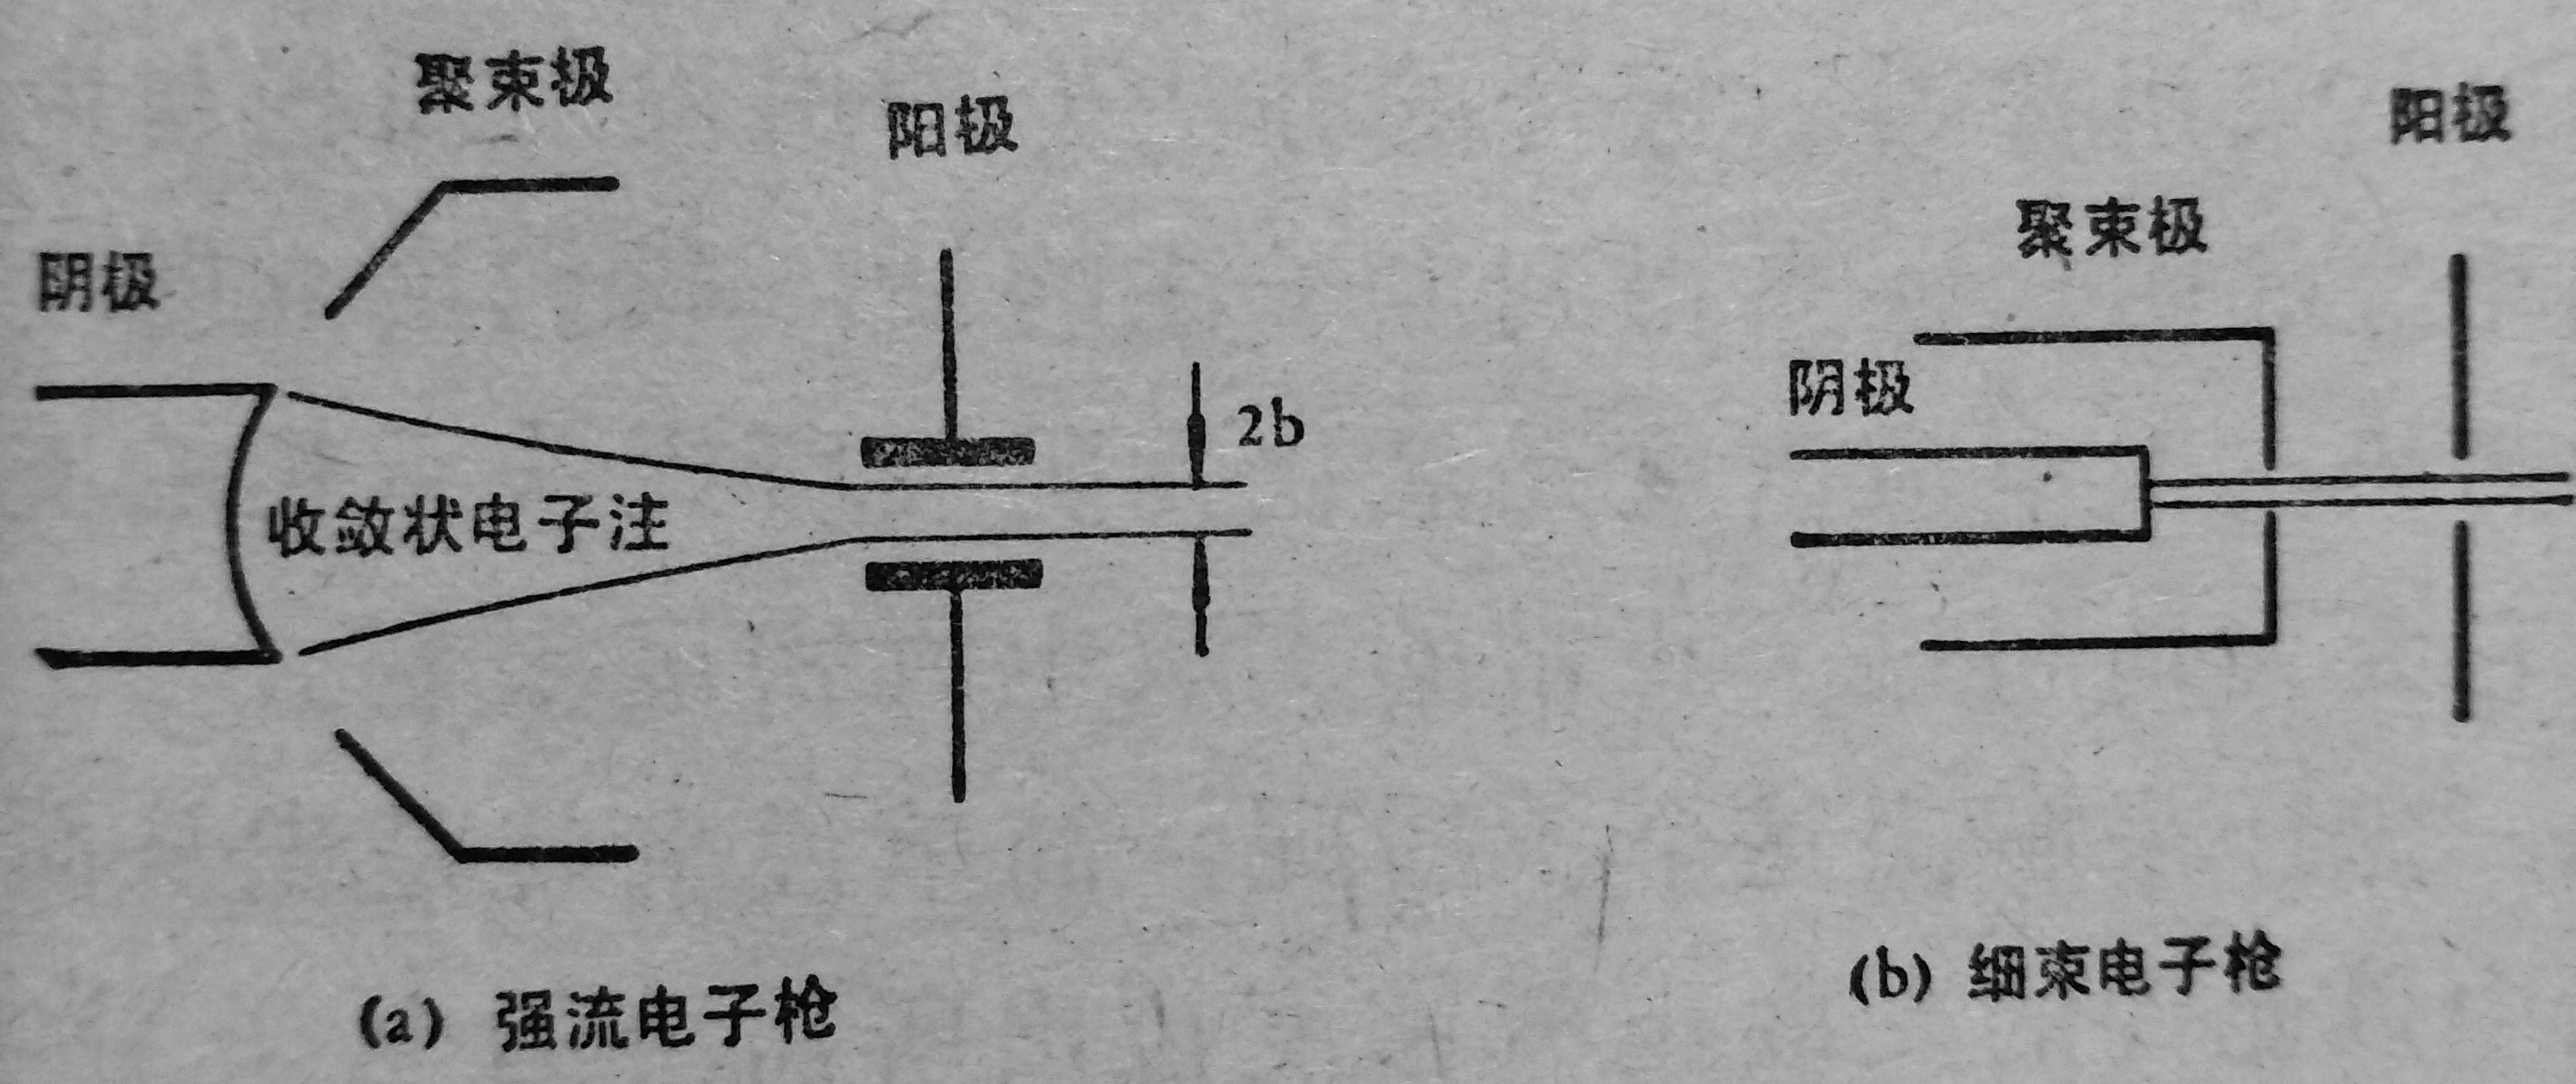 聚束极
阳极
阴极
收敛状电子注
2b
(a) 强流电子枪
阳极
聚束极
阴极
(b) 细束电子枪